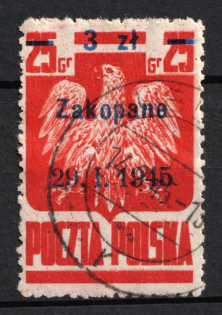 3 zł
25 Gr 25 Gr
Zakopane
29. I. 1945
POCZTA POLSKA